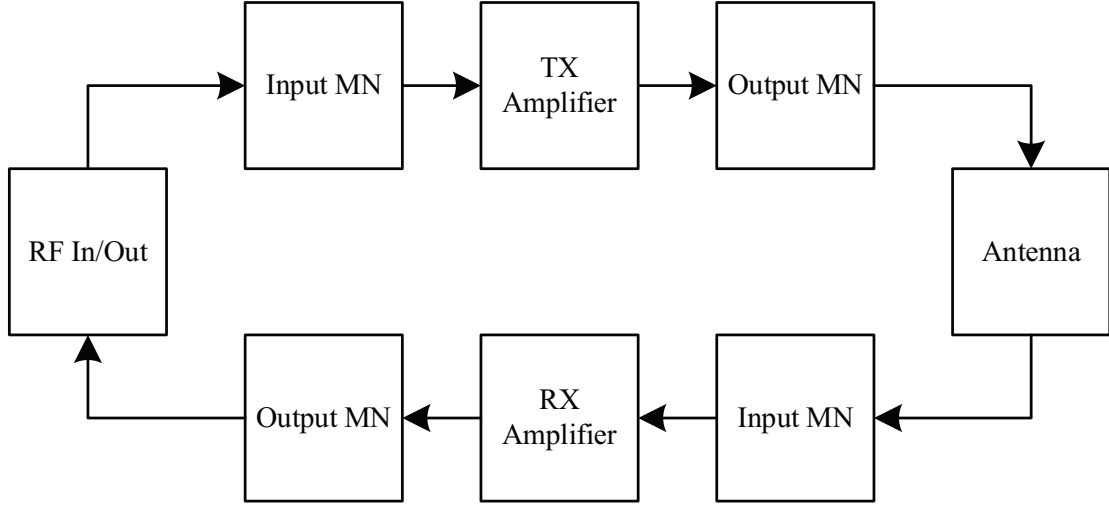 Input MN
TX
Amplifier
Output MN
RF In/Out
Antenna
Output MN
RX
Amplifier
Input MN